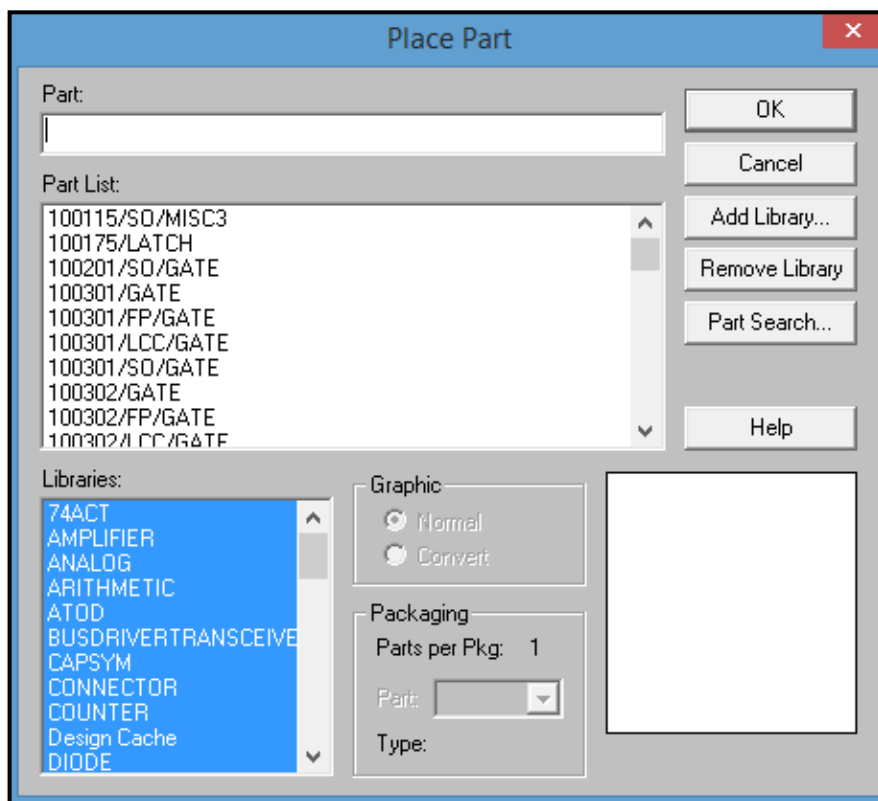 Place Part
Part:
OK
Cancel
Part List:
Add Library...
100115/SO/MISC3
100175/LATCH
100201/SO/GATE
Remove Library
100301/GATE
100301/FP/GATE
Part Search...
100301/LCC/GATE
100301/SO/GATE
100302/GATE
100302/FP/GATE
Help
100302/LCC/GATE
Libraries:
74ACT
AMPLIFIER
ANALOG
ARITHMETIC
ATOD
BUSDRIVERTRANSCEIVE
CAPSYM
CONNECTOR
COUNTER
Design Cache
DIODE
Graphic
Normal
Convert
Packaging
Parts per Pkg: 1
Part:
Type: